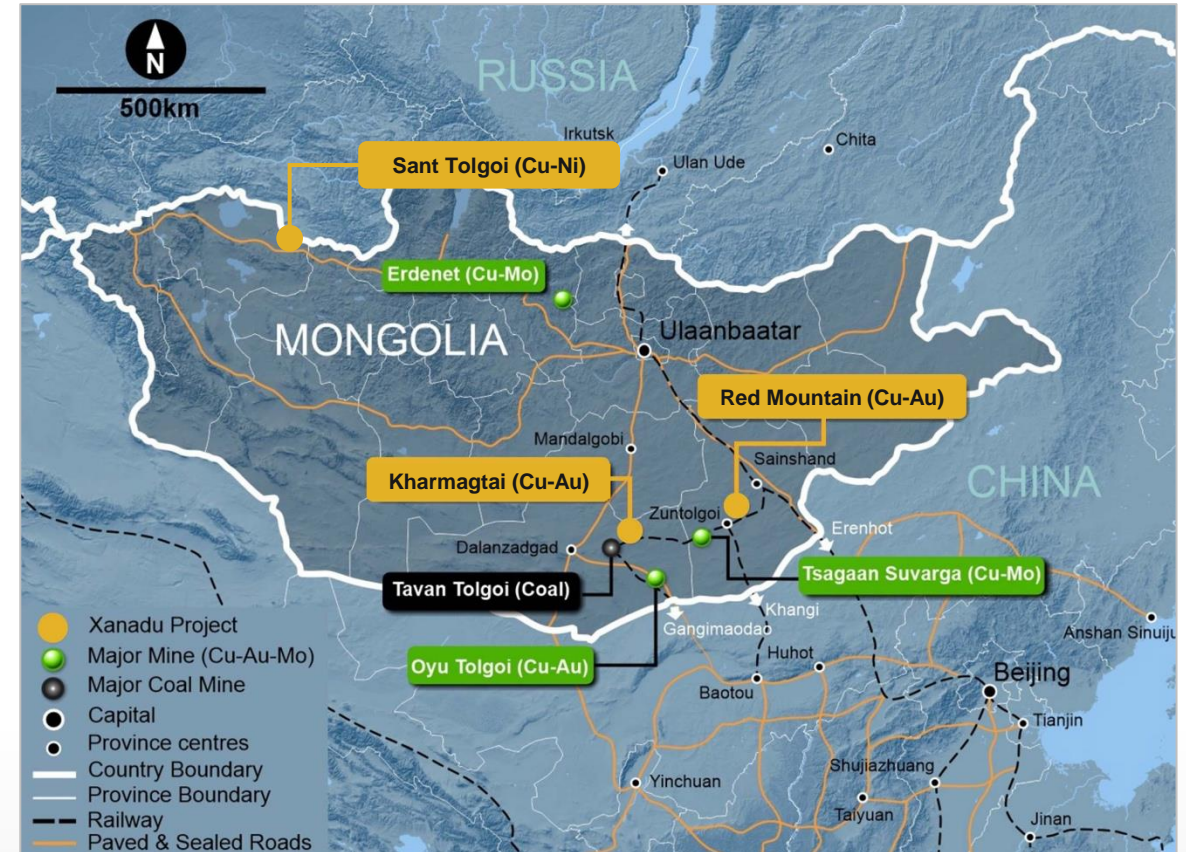 N
500km
RUSSIA
Irkutsk
Chita
Ulan Ude
Sant Tolgoi (Cu-Ni)
Erdenet (Cu-Mo)
MONGOLIA
Ulaanbaatar
Red Mountain (Cu-Au)
Mandalgobi
Sainshand
Kharmagtai (Cu-Au)
CHINA
Zuntolgoi
Erenhot
Dalanzadgad
Tsagaan Suvarga (Cu-Mo)
Tavan Tolgoi (Coal)
Khangi
Gangimaodao
Anshan Sinuiju
Oyu Tolgoi (Cu-Au)
Huhot
Baotou
Beijing
Tianjin
Shujiazhuang
Yinchuan
Taiyuan
Jinan
Xanadu Project
Major Mine (Cu-Au-Mo)
Major Coal Mine
Capital
Province centres
Country Boundary
Province Boundary
Railway
Paved & Sealed Roads